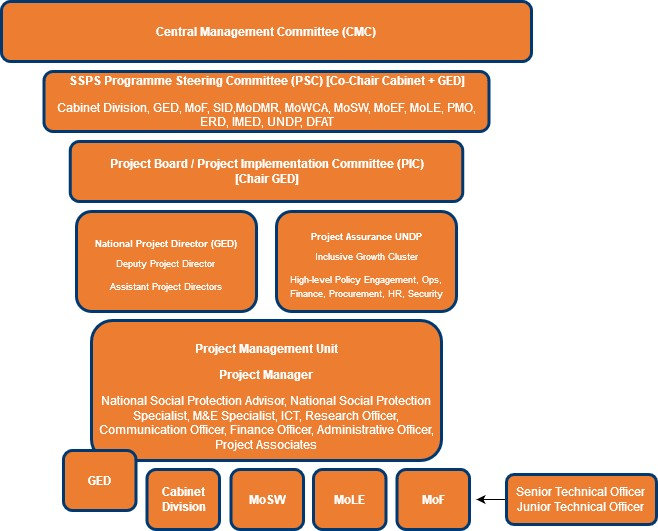 Central Management Committee (CMC)
SSPS Programme Steering Committee (PSC) [Co-Chair Cabinet + GED]
Cabinet Division, GED, MoF, SID,MoDMR, MoWCA, MoSW, MoEF, MoLE, PMO,
ERD, IMED, UNDP, DFAT
Project Board / Project Implementation Committee (PIC)
[Chair GED]
National Project Director (GED)
Deputy Project Director
Assistant Project Directors
Project Assurance UNDP
Inclusive Growth Cluster
High-level Policy Engagement, Ops,
Finance, Procurement, HR, Security
Project Management Unit
Project Manager
National Social Protection Advisor, National Social Protection
Specialist, M&E Specialist, ICT, Research Officer,
Communication Officer, Finance Officer, Administrative Officer,
Project Associates
GED
Cabinet
Division
MoSW
MoLE
MoF
Senior Technical Officer
Junior Technical Officer